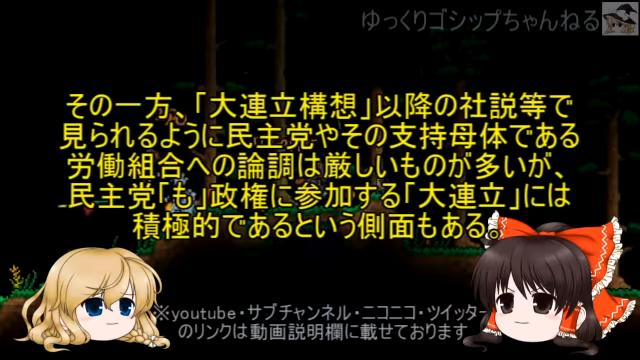 ゆっくりゴシップちゃんねる
その一方、「大連立構想」以降の社説等で
見られるように民主党やその支持母体である
労働組合への論調は厳しいものが多いが、
民主党「も」政権に参加する「大連立」には
積極的であるという側面もある。
※youtube・サブチャンネル・ニコニコ・ツイッター
のリンクは動画説明欄に載せております